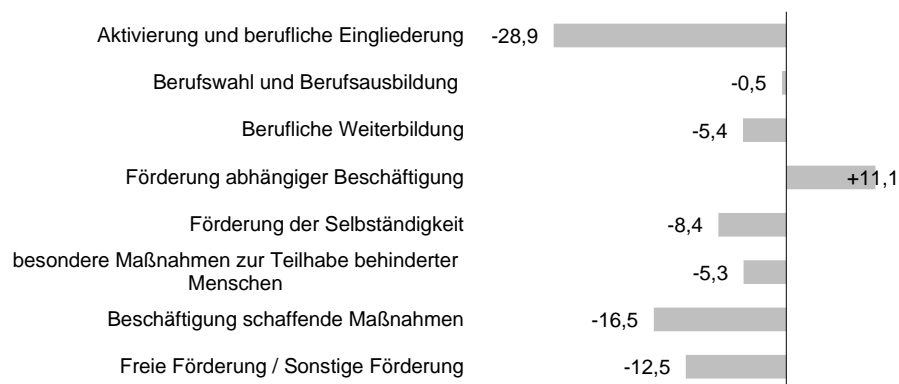 Aktivierung und berufliche Eingliederung -28,9
Berufswahl und Berufsausbildung -0,5
Berufliche Weiterbildung -5,4
Förderung abhängiger Beschäftigung +11,1
Förderung der Selbständigkeit -8,4
besondere Maßnahmen zur Teilhabe behinderter
Menschen -5,3
Beschäftigung schaffende Maßnahmen -16,5
Freie Förderung / Sonstige Förderung -12,5